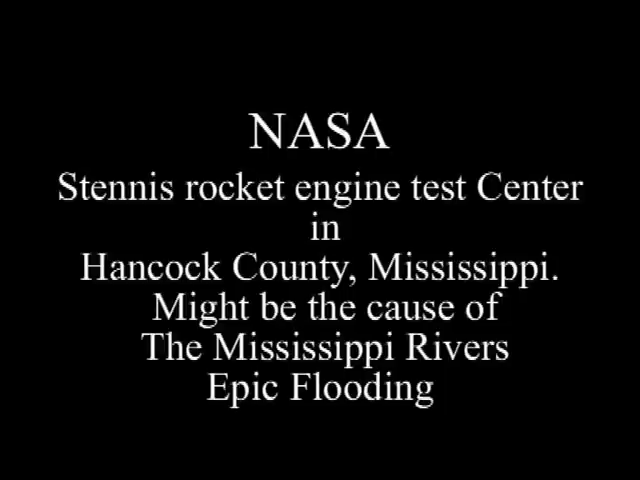 NASA
Stennis rocket engine test Center
in
Hancock County, Mississippi.
Might be the cause of
The Mississippi Rivers
Epic Flooding